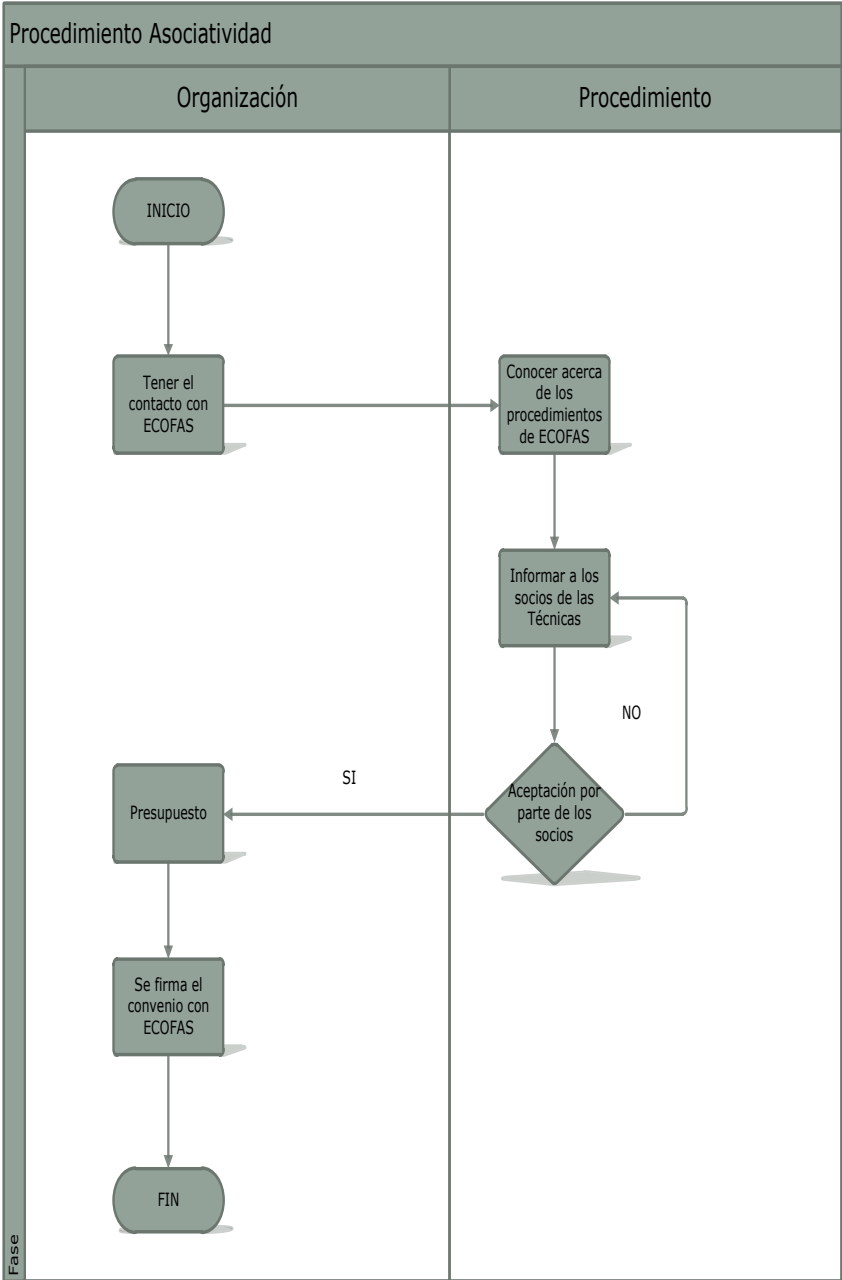 Procedimiento Asociatividad
Organización
Procedimiento
INICIO
Tener el
contacto con
ECOFAS
Conocer acerca
de los
procedimientos
de ECOFAS
Informar a los
socios de las
Técnicas
NO
Aceptación por
parte de los
socios
SI
Presupuesto
Se firma el
convenio con
ECOFAS
FIN
Fase